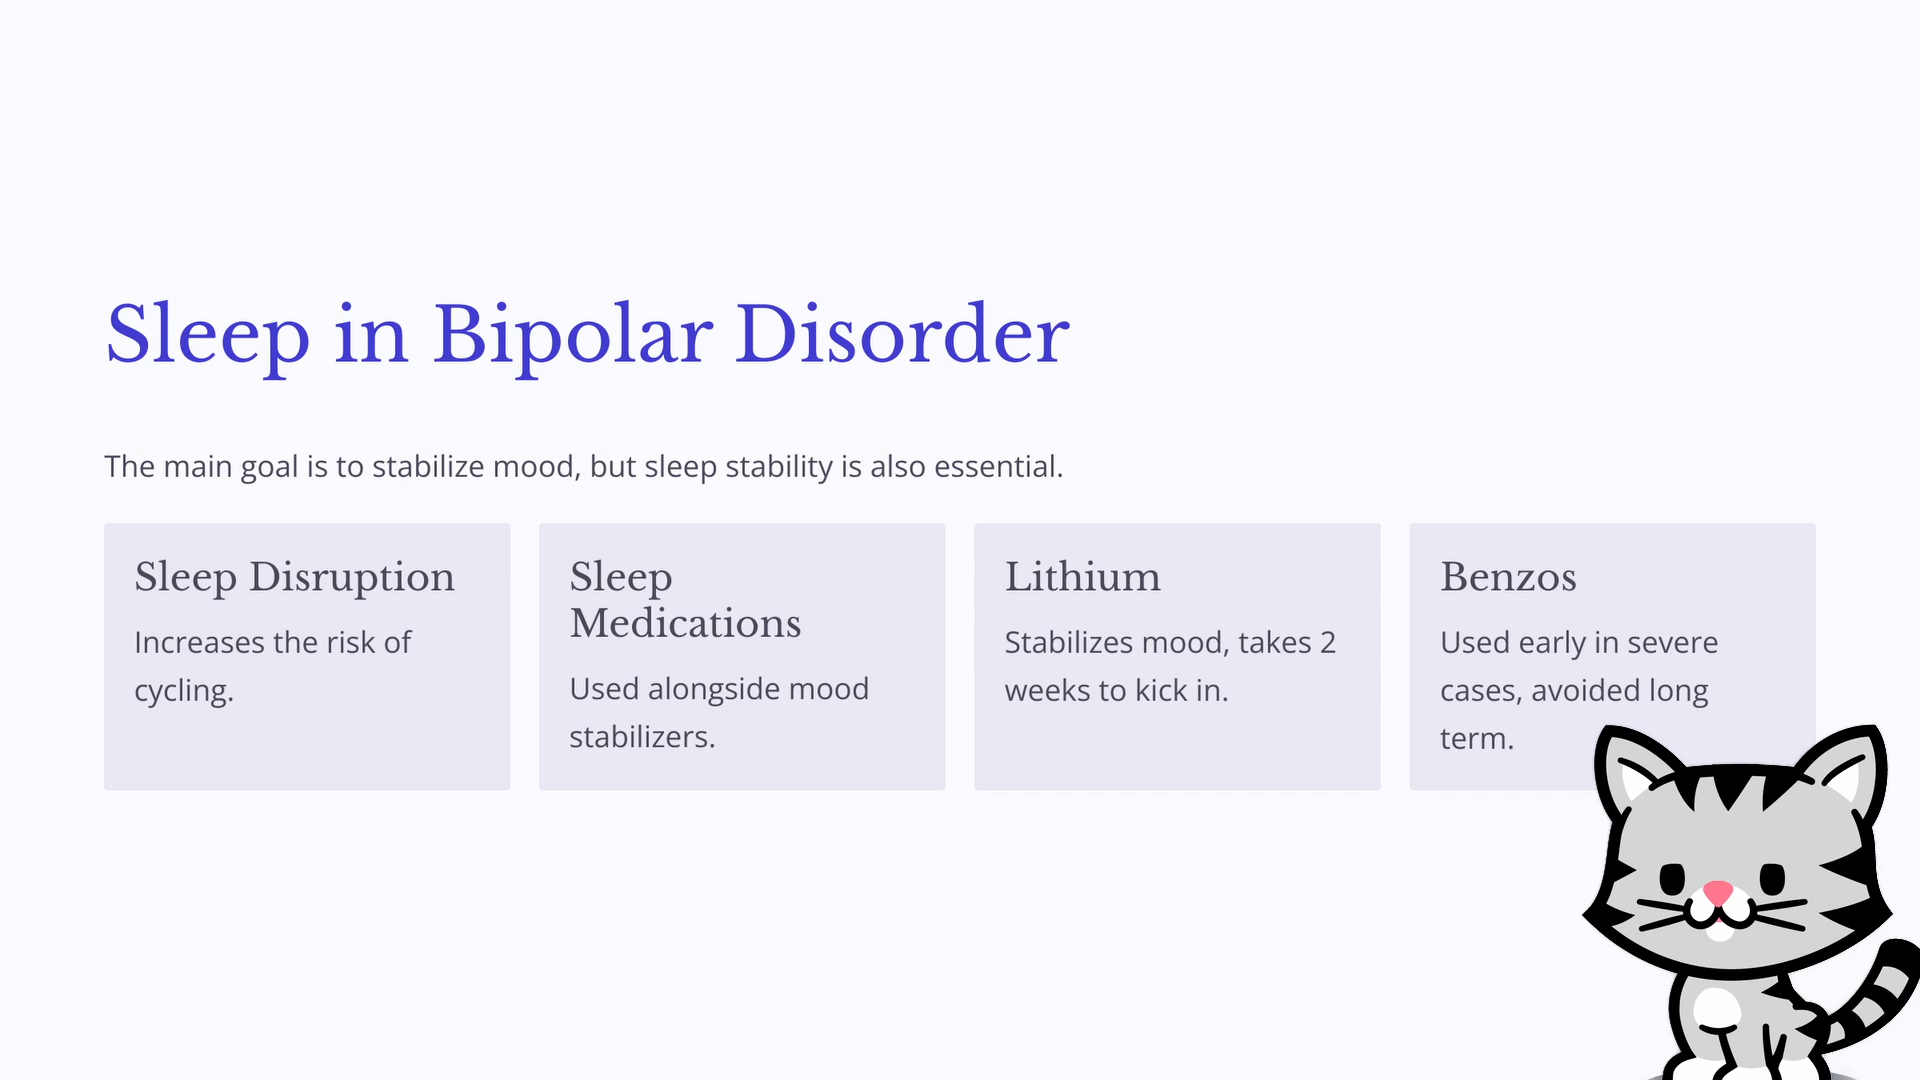 Sleep in Bipolar Disorder
The main goal is to stabilize mood, but sleep stability is also essential.
Sleep Disruption
Increases the risk of
cycling.
Sleep
Medications
Used alongside mood
stabilizers.
Lithium
Stabilizes mood, takes 2
weeks to kick in.
Benzos
Used early in severe
cases, avoided long
term.